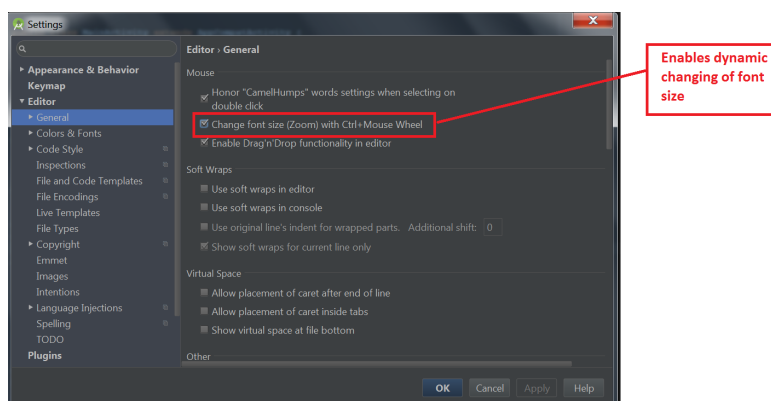 Settings
Editor › General
Appearance & Behavior
Keymap
Editor
General
Colors & Fonts
Code Style
Inspections
File and Code Templates
File Encodings
Live Templates
File Types
Copyright
Emmet
Images
Intentions
Language Injections
Spelling
TODO
Plugins
Mouse
Honor "CamelHumps" words settings when selecting on
double click
Change font size (Zoom) with Ctrl+Mouse Wheel
Enable Drag'n'Drop functionality in editor
Soft Wraps
Use soft wraps in editor
Use soft wraps in console
Use original line's indent for wrapped parts. Additional shift: 0
Show soft wraps for current line only
Virtual Space
Allow placement of caret after end of line
Allow placement of caret inside tabs
Show virtual space at file bottom
Other
OK Cancel Apply Help
Enables dynamic
changing of font
size